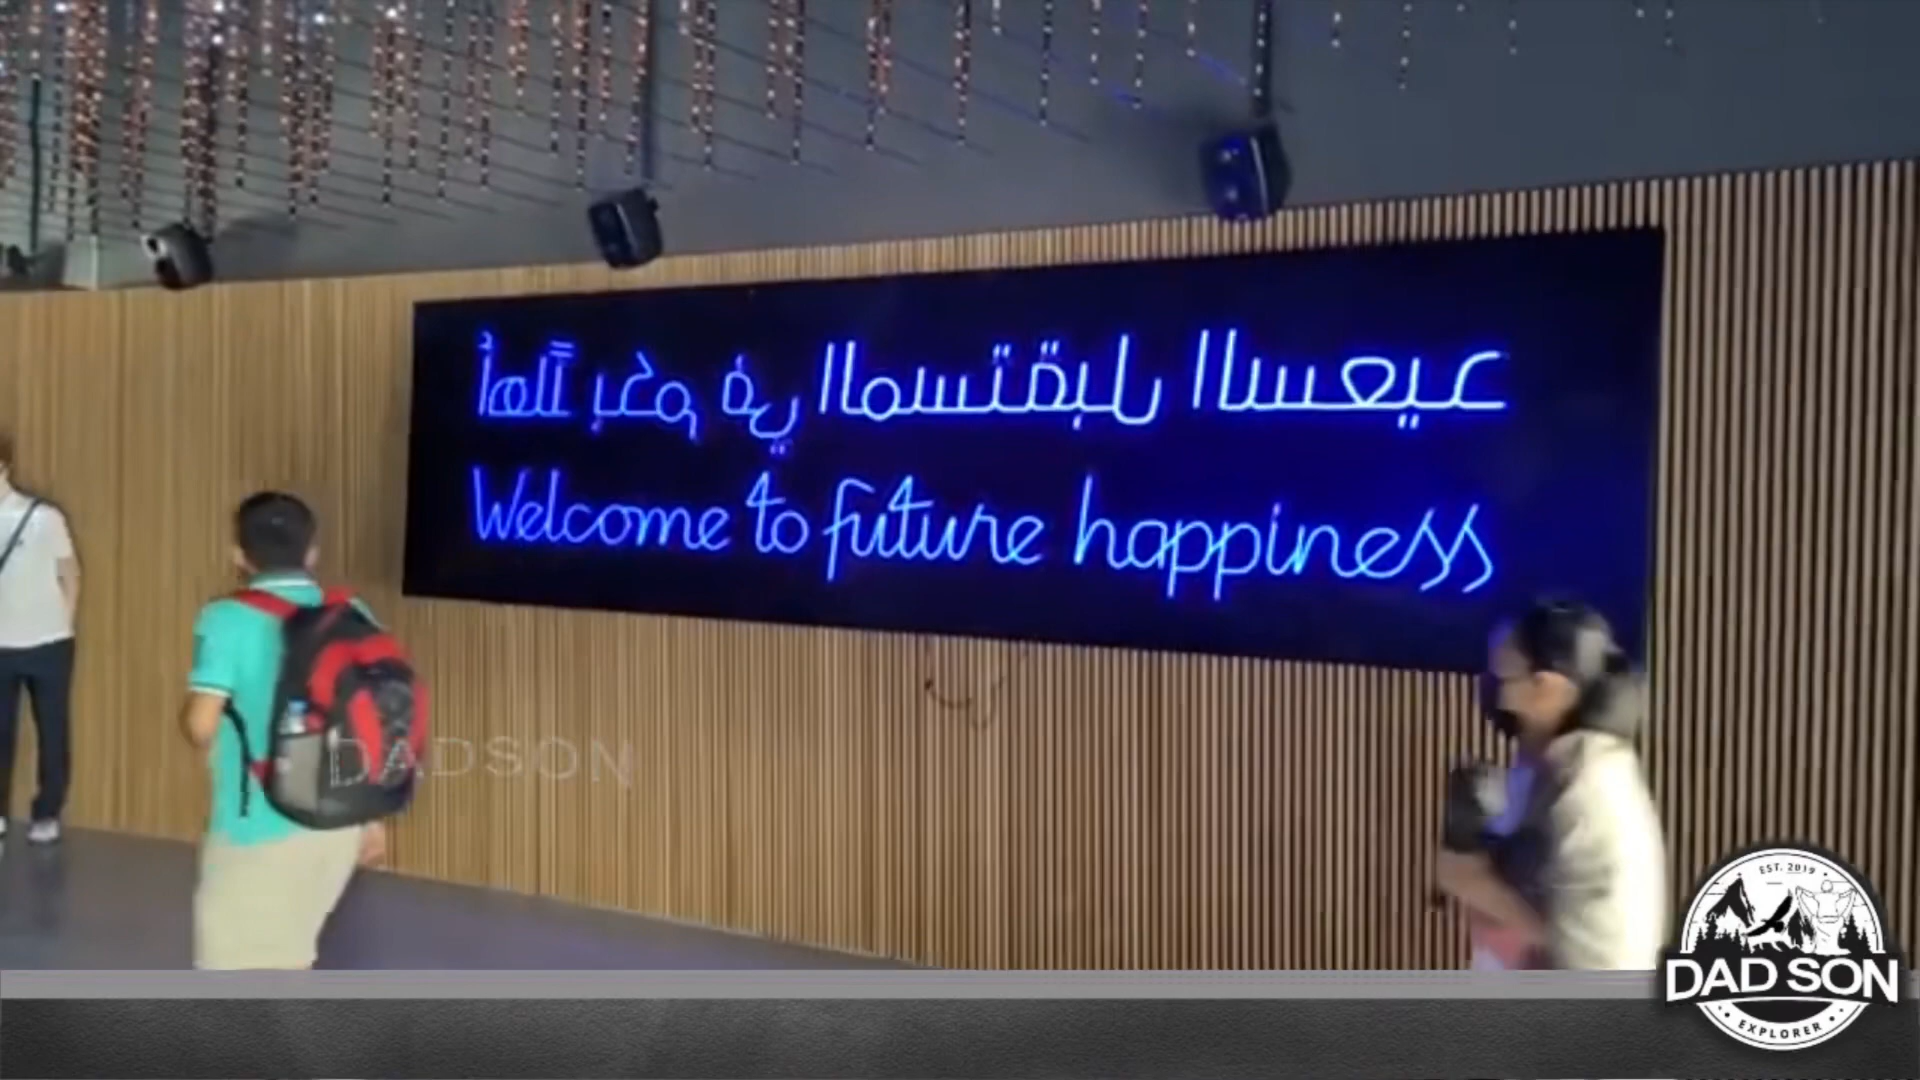 أهلاً بكم في المستقبل السعيد
Welcome to future happiness
DADSON
EST. 2019
DAD SON
EXPLORER